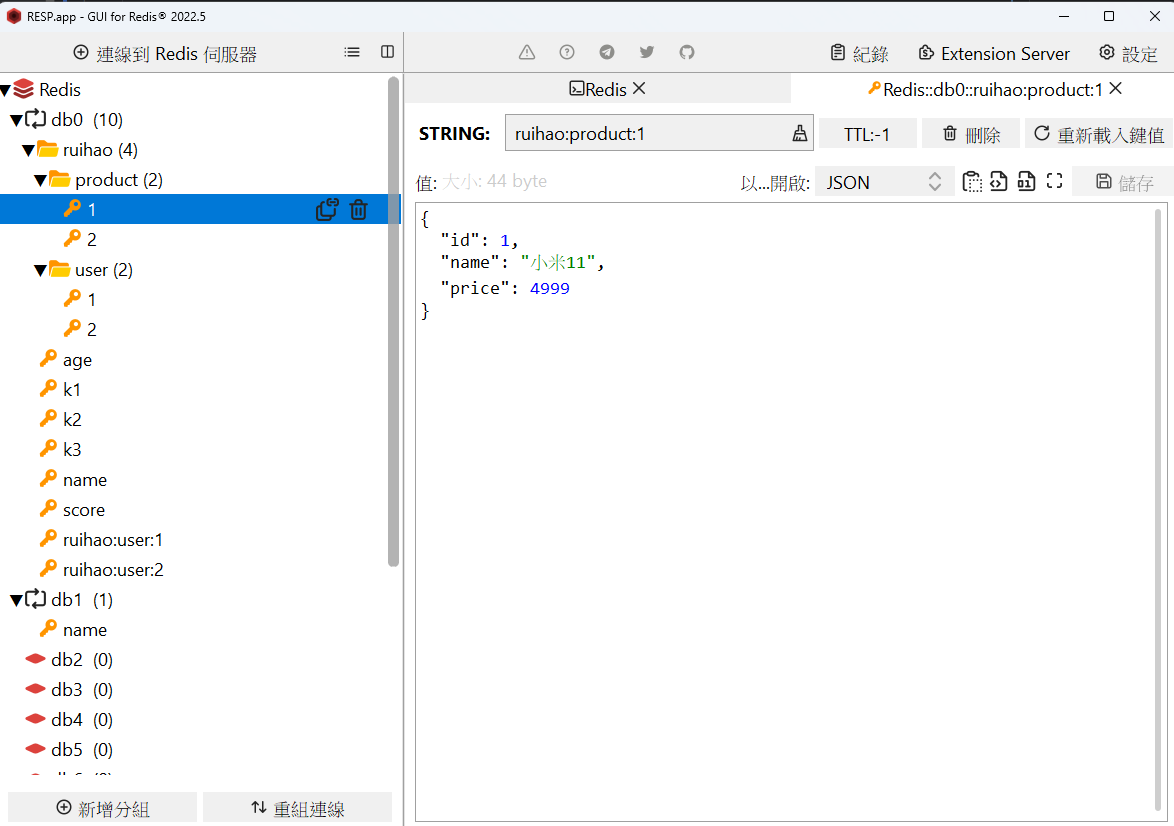 RESP.app - GUI for Redis® 2022.5
連線到 Redis 伺服器
紀錄
Extension Server
設定
Redis
db0 (10)
ruihao (4)
product (2)
1
2
user (2)
1
2
age
k1
k2
k3
name
score
ruihao:user:1
ruihao:user:2
db1 (1)
name
db2 (0)
db3 (0)
db4 (0)
db5 (0)
新增分組
重組連線
Redis
Redis::db0::ruihao:product:1
STRING:
ruihao:product:1
TTL:-1
刪除
重新載入鍵值
值: 大小: 44 byte
以...開啟: JSON
儲存
{
"id": 1,
"name": "小米11",
"price": 4999
}